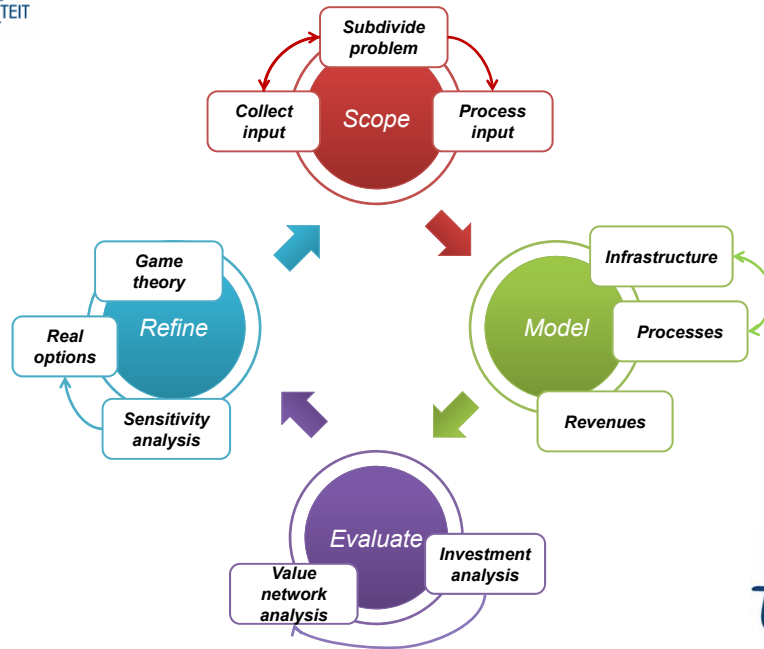 TEIT
Subdivide
problem
Collect
input
Scope
Process
input
Game
theory
Infrastructure
Real
options
Refine
Model
Processes
Sensitivity
analysis
Revenues
Evaluate
Investment
analysis
Value
network
analysis